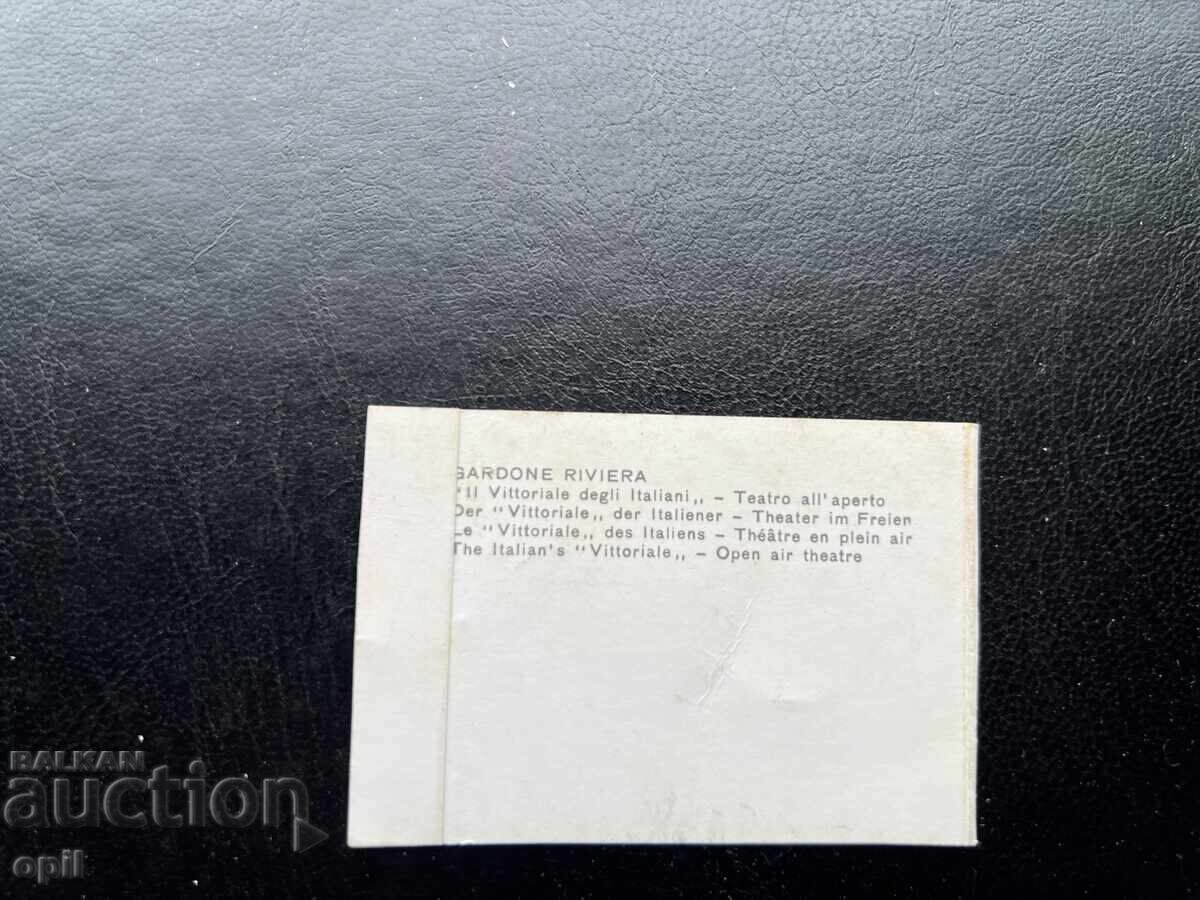 GARDONE RIVIERA
"Il Vittoriale degli Italiani„ – Teatro all'aperto
Der "Vittoriale„ der Italiener – Theater im Freien
Le "Vittoriale„ des Italiens – Théâtre en plein air
The Italian's "Vittoriale„ – Open air theatre
BALKAN
auction
opil